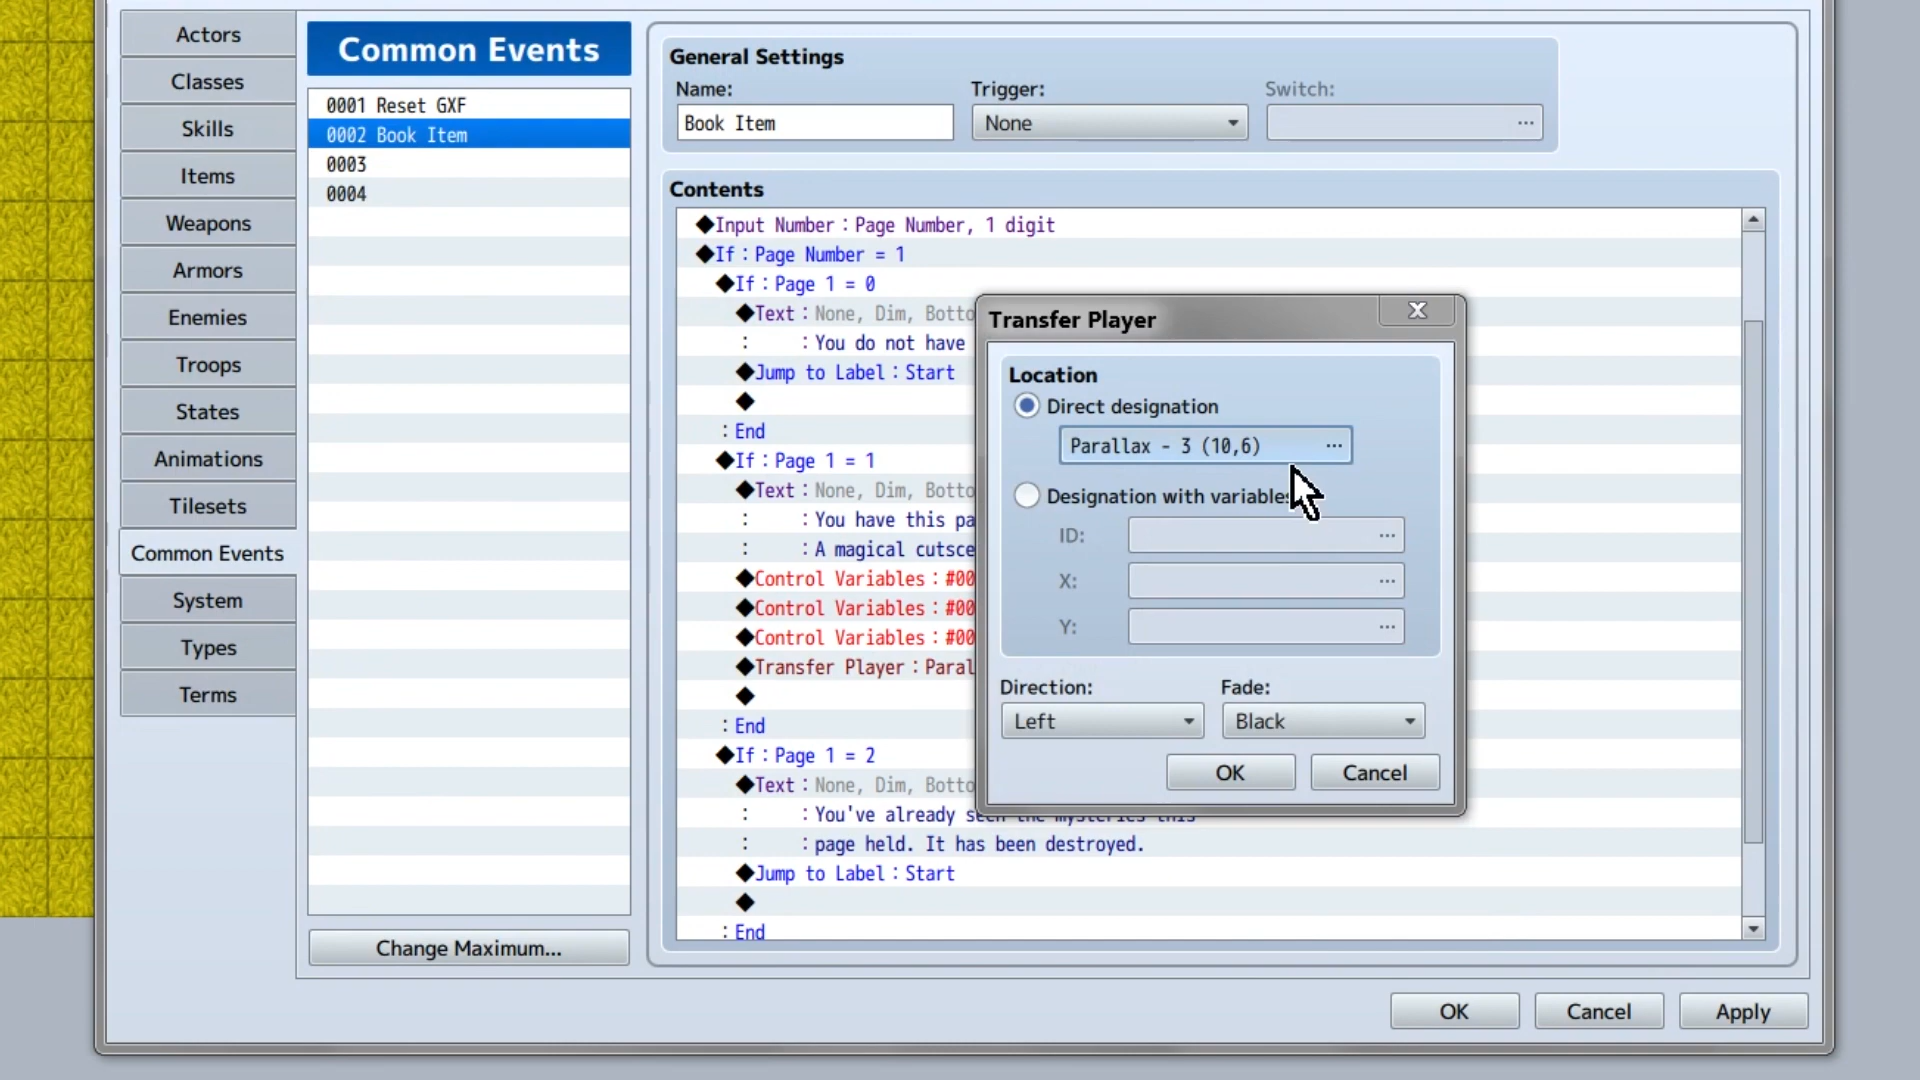 Actors
Classes
Skills
Items
Weapons
Armors
Enemies
Troops
States
Animations
Tilesets
Common Events
System
Types
Terms
Common Events
0001 Reset GXF
0002 Book Item
0003
0004
Change Maximum...
General Settings
Name:
Trigger:
Switch:
Book Item
None
...
Contents
◆Input Number：Page Number, 1 digit
◆If：Page Number = 1
◆If：Page 1 = 0
◆Text：None, Dim, Botto
:　　：You do not have
◆Jump to Label：Start
◆
：End
◆If：Page 1 = 1
◆Text：None, Dim, Botto
:　　：You have this pa
:　　：A magical cutsce
◆Control Variables：#00
◆Control Variables：#00
◆Control Variables：#00
◆Transfer Player：Paral
◆
：End
◆If：Page 1 = 2
◆Text：None, Dim, Botto
:　　：You've already seen the mysteries this
:　　：page held. It has been destroyed.
◆Jump to Label：Start
◆
：End
Transfer Player
X
Location
Direct designation
Parallax - 3 (10,6) ...
Designation with variables
ID: ...
X: ...
Y: ...
Direction:
Fade:
Left
Black
OK
Cancel
OK
Cancel
Apply